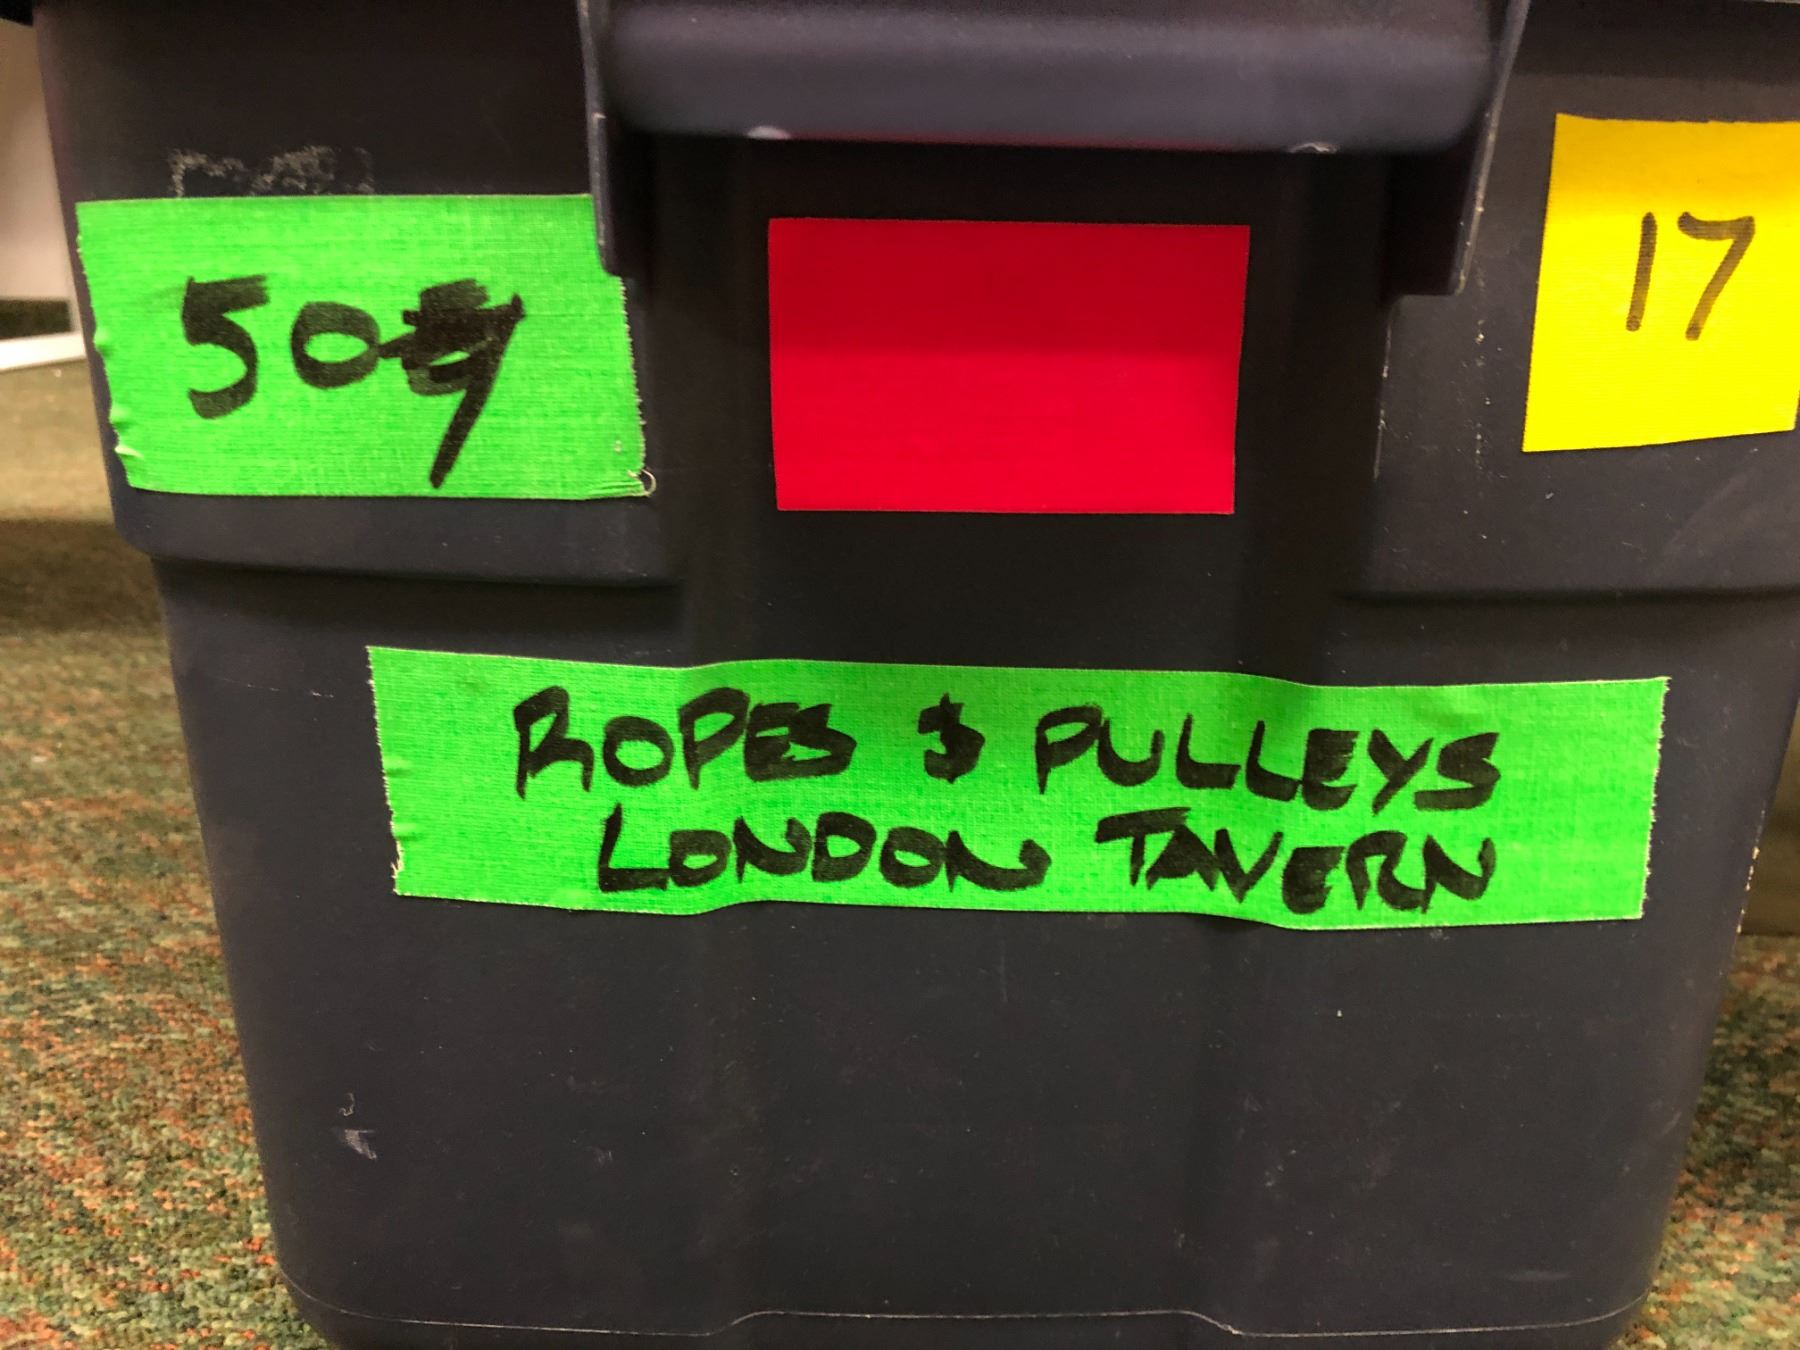 509
17
ROPES & PULLEYS
LONDON TAVERN